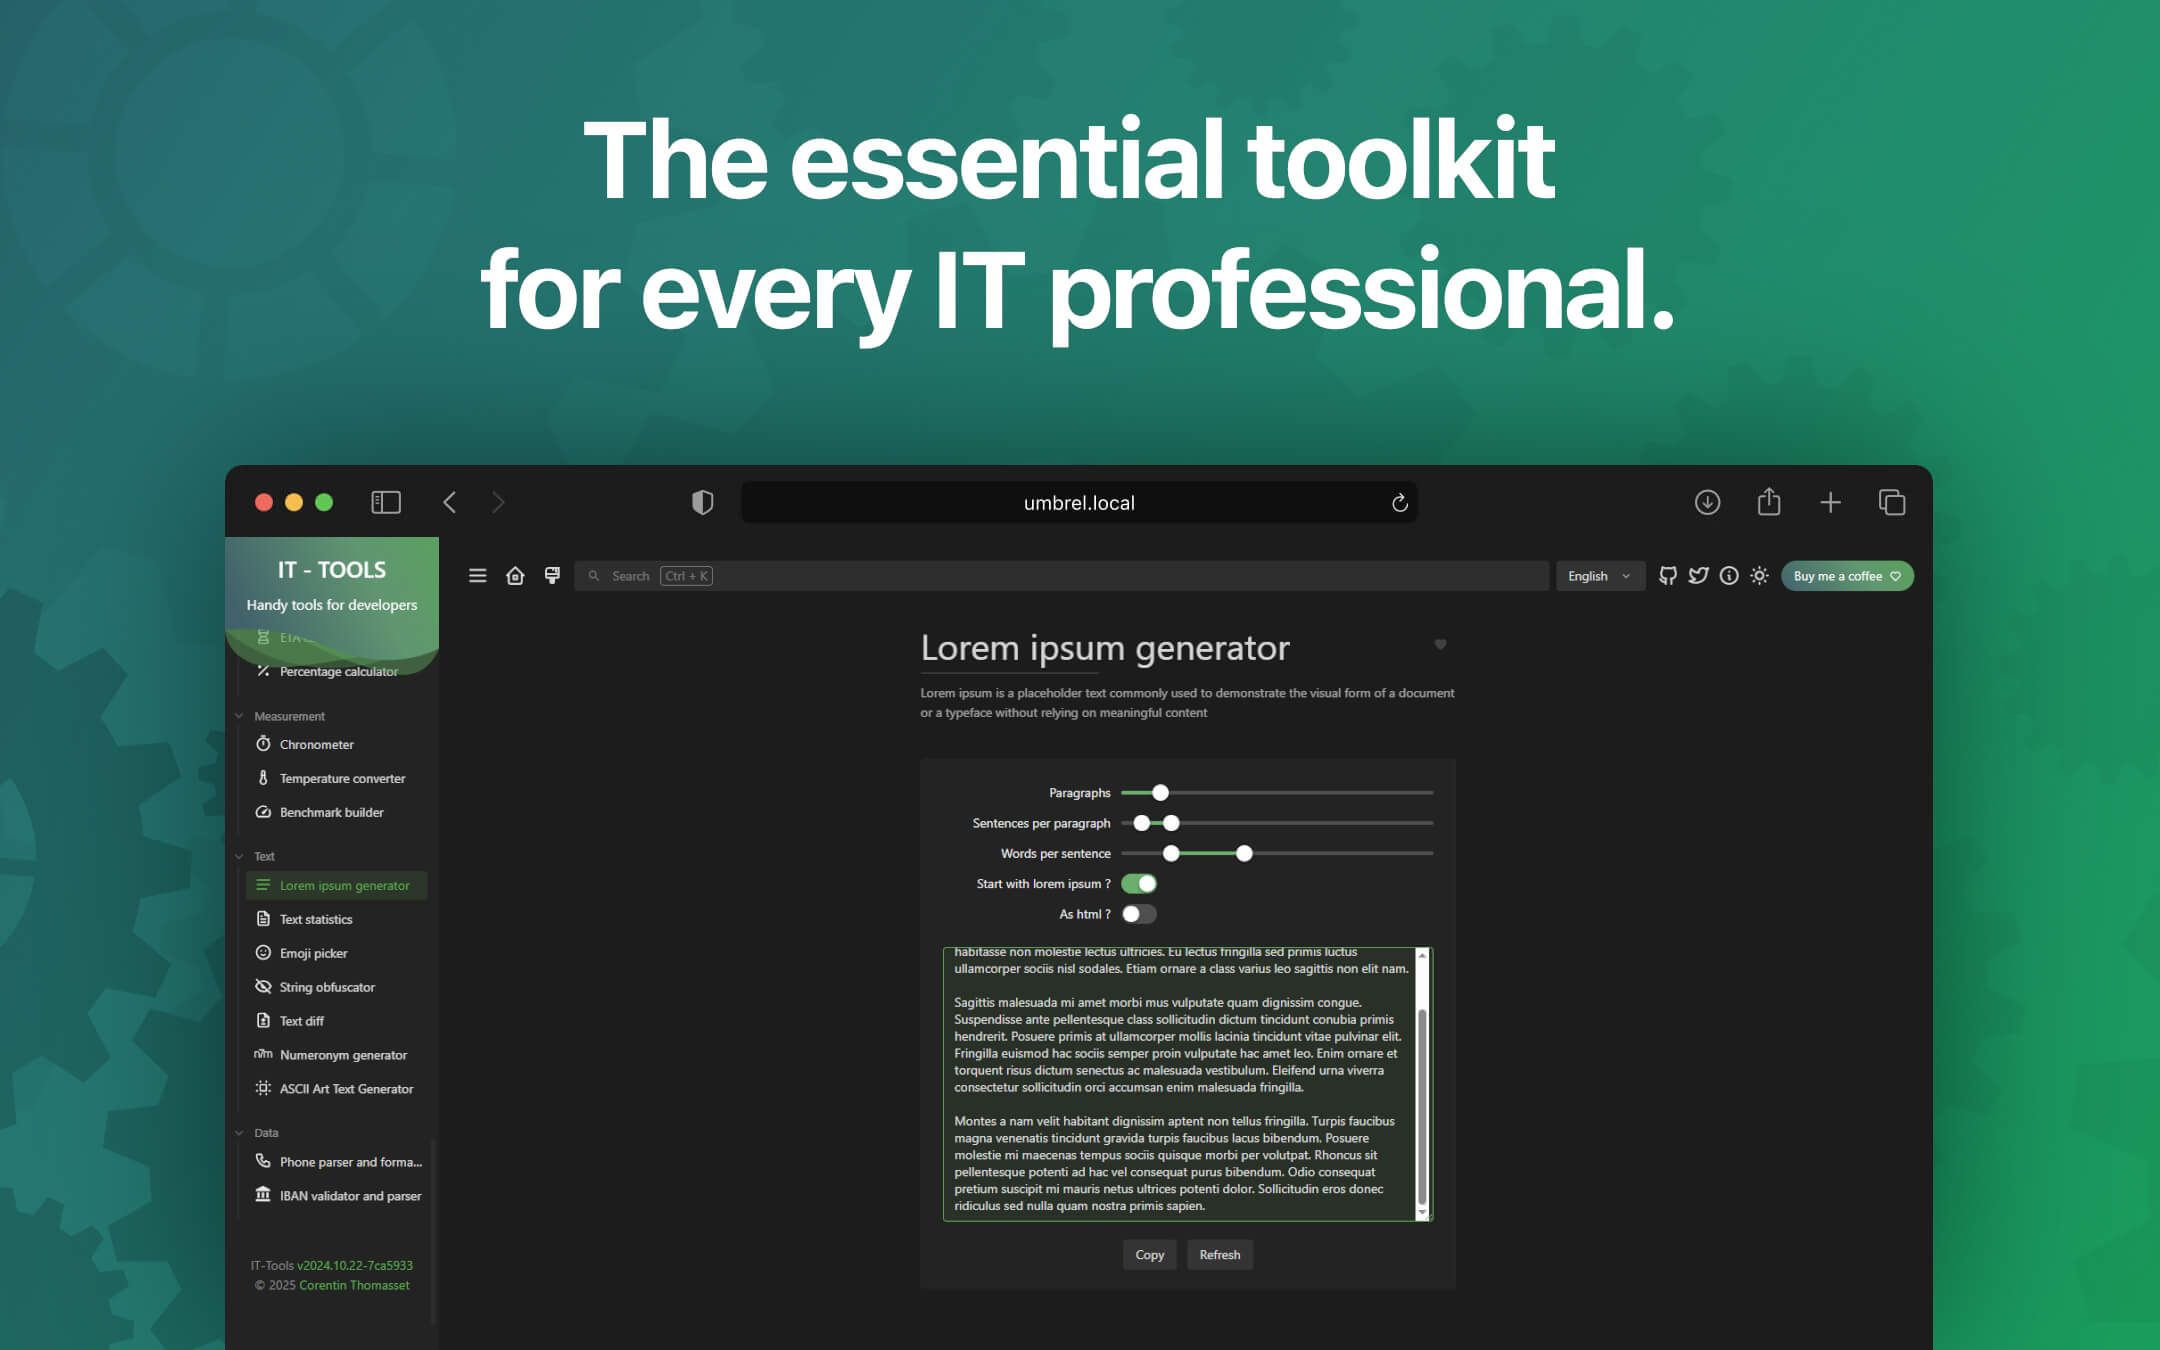 The essential toolkit
for every IT professional.
umbrel.local
IT - TOOLS
Handy tools for developers
Percentage calculator
Measurement
Chronometer
Temperature converter
Benchmark builder
Text
Lorem ipsum generator
Text statistics
Emoji picker
String obfuscator
Text diff
Numeronym generator
ASCII Art Text Generator
Data
Phone parser and forma...
IBAN validator and parser
IT-Tools v2024.10.22-7ca5933
© 2025 Corentin Thomasset
Search Ctrl + K
English
Buy me a coffee
Lorem ipsum generator
Lorem ipsum is a placeholder text commonly used to demonstrate the visual form of a document
or a typeface without relying on meaningful content
Paragraphs
Sentences per paragraph
Words per sentence
Start with lorem ipsum ?
As html ?
habitasse non molestie lectus ultricies. Eu lectus fringilla sed primis luctus
ullamcorper sociis nisl sodales. Etiam ornare a class varius leo sagittis non elit nam.
Sagittis malesuada mi amet morbi mus vulputate quam dignissim congue.
Suspendisse ante pellentesque class sollicitudin dictum tincidunt conubia primis
hendrerit. Posuere primis at ullamcorper mollis lacinia tincidunt vitae pulvinar elit.
Fringilla euismod hac sociis semper proin vulputate hac amet leo. Enim ornare et
torquent risus dictum senectus ac malesuada vestibulum. Eleifend urna viverra
consectetur sollicitudin orci accumsan enim malesuada fringilla.
Montes a nam velit habitant dignissim aptent non tellus fringilla. Turpis faucibus
magna venenatis tincidunt gravida turpis faucibus lacus bibendum. Posuere
molestie mi maecenas tempus sociis quisque morbi per volutpat. Rhoncus sit
pellentesque potenti ad hac vel consequat purus bibendum. Odio consequat
pretium suscipit mi mauris netus ultrices potenti dolor. Sollicitudin eros donec
ridiculus sed nulla quam nostra primis sapien.
Copy
Refresh